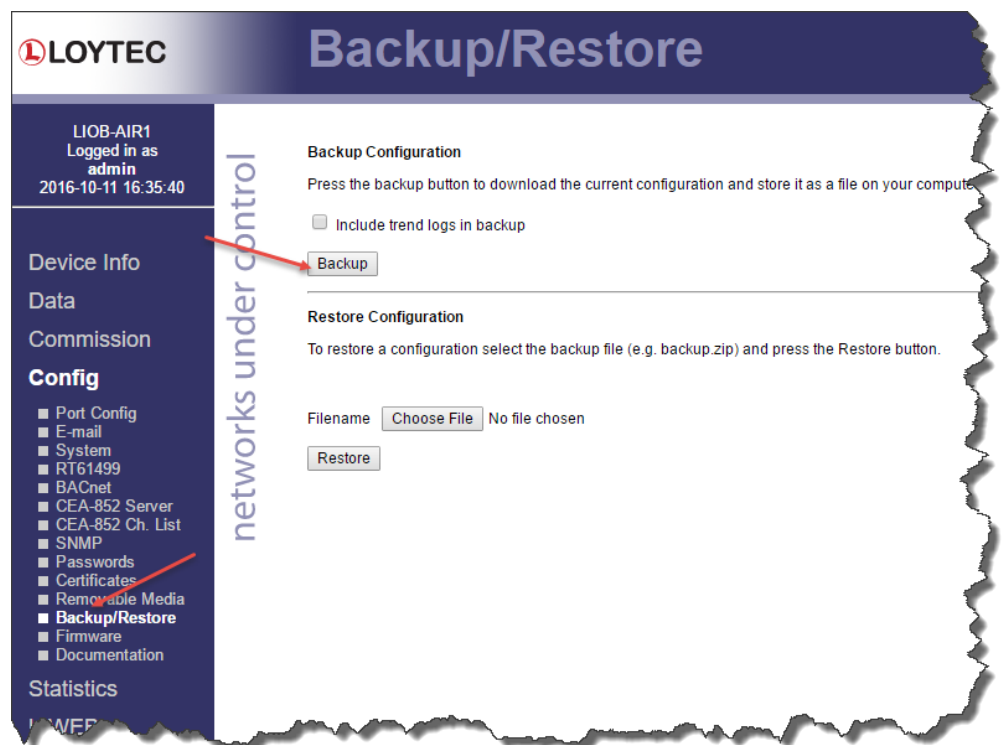 LOYTEC
Backup/Restore
LIOB-AIR1
Logged in as
admin
2016-10-11 16:35:40
Device Info
Data
Commission
Config
Port Config
E-mail
System
RT61499
BACnet
CEA-852 Server
CEA-852 Ch. List
SNMP
Passwords
Certificates
Removable Media
Backup/Restore
Firmware
Documentation
Statistics
networks under control
Backup Configuration
Press the backup button to download the current configuration and store it as a file on your
Include trend logs in backup
Backup
Restore Configuration
To restore a configuration select the backup file (e.g. backup.zip) and press the Restore button.
Filename Choose File No file chosen
Restore